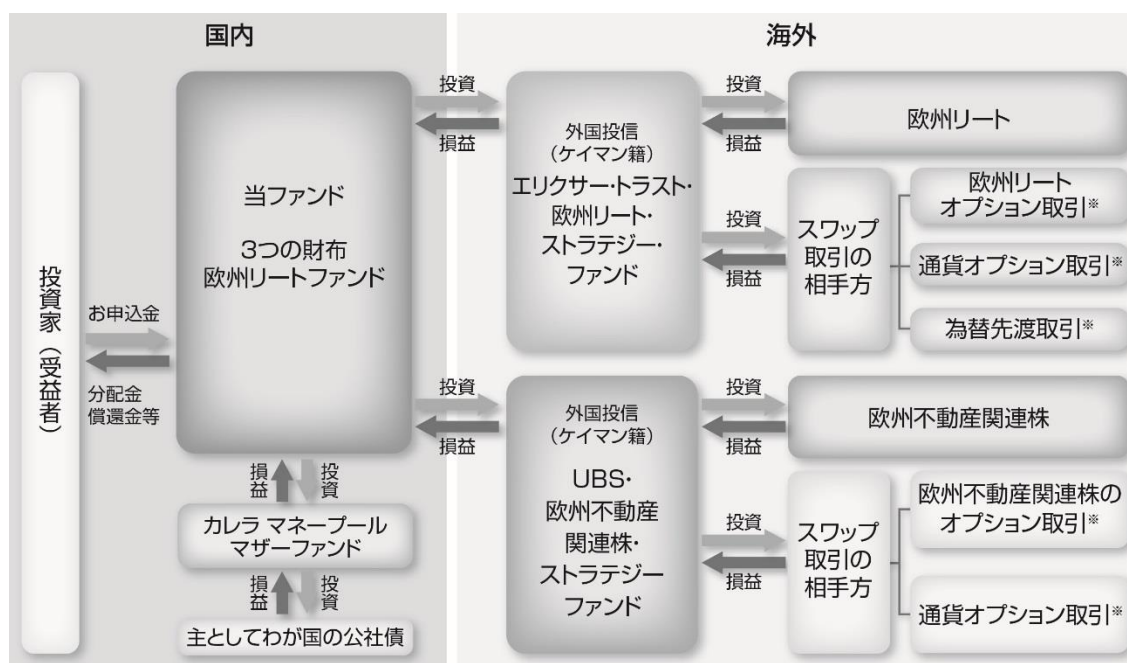 国内
海外
投資家（受益者）
お申込金
分配金
償還金等
当ファンド
3つの財布
欧州リートファンド
損益
投資
カレラ マネープール
マザーファンド
損益
投資
主としてわが国の公社債
投資
損益
外国投信
（ケイマン籍）
エリクサー・トラスト・
欧州リート・
ストラテジー・
ファンド
投資
損益
欧州リート
投資
損益
スワップ
取引の
相手方
欧州リート
オプション取引※
通貨オプション取引※
為替先渡取引※
投資
損益
外国投信
（ケイマン籍）
UBS・
欧州不動産
関連株・
ストラテジー
ファンド
投資
損益
欧州不動産関連株
投資
損益
スワップ
取引の
相手方
欧州不動産関連株の
オプション取引※
通貨オプション取引※